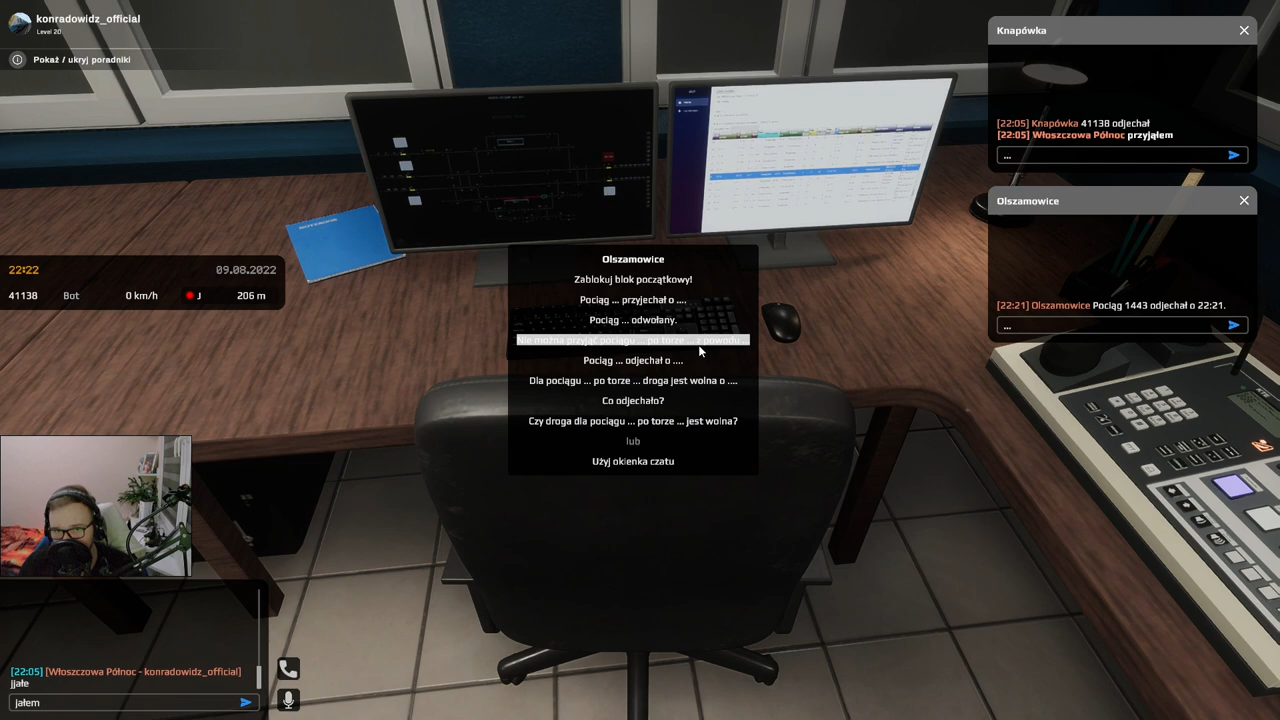 konradowidz_official
Level 20
Pokaż / ukryj poradniki
22:22 09.08.2022
41138 Bot 0 km/h J 206 m
Olszamowice
Zablokuj blok początkowy!
Pociąg ... przyjechał o ....
Pociąg ... odwołany.
Nie można przyjąć pociągu ... po torze ... z powodu ...
Pociąg ... odjechał o ....
Dla pociągu ... po torze ... droga jest wolna o ....
Co odjechało?
Czy droga dla pociągu ... po torze ... jest wolna?
lub
Użyj okienka czatu
Knapówka
[22:05] Knapówka 41138 odjechał
[22:05] Włoszczowa Północ przyjąłem
...
Olszamowice
[22:21] Olszamowice Pociąg 1443 odjechał o 22:21.
...
[22:05] [Włoszczowa Północ - konradowidz_official]
jjałe
jałem